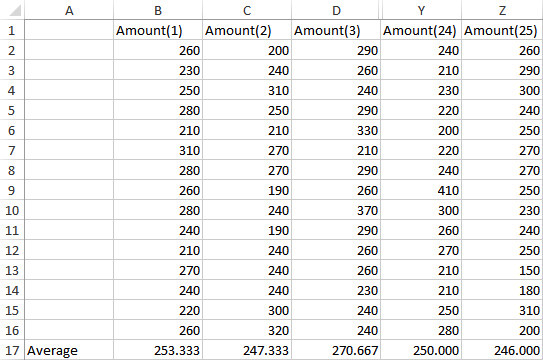 A B C D Y Z
1 Amount(1) Amount(2) Amount(3) Amount(24) Amount(25)
2 260 200 290 240 260
3 230 240 260 210 290
4 250 310 240 230 300
5 280 250 290 220 240
6 210 210 330 200 250
7 310 270 210 220 270
8 280 270 290 240 270
9 260 190 260 410 250
10 280 240 370 300 230
11 240 190 290 260 240
12 210 240 260 270 250
13 270 240 260 210 150
14 240 240 230 210 180
15 220 300 240 250 310
16 260 320 240 280 200
17 Average 253.333 247.333 270.667 250.000 246.000